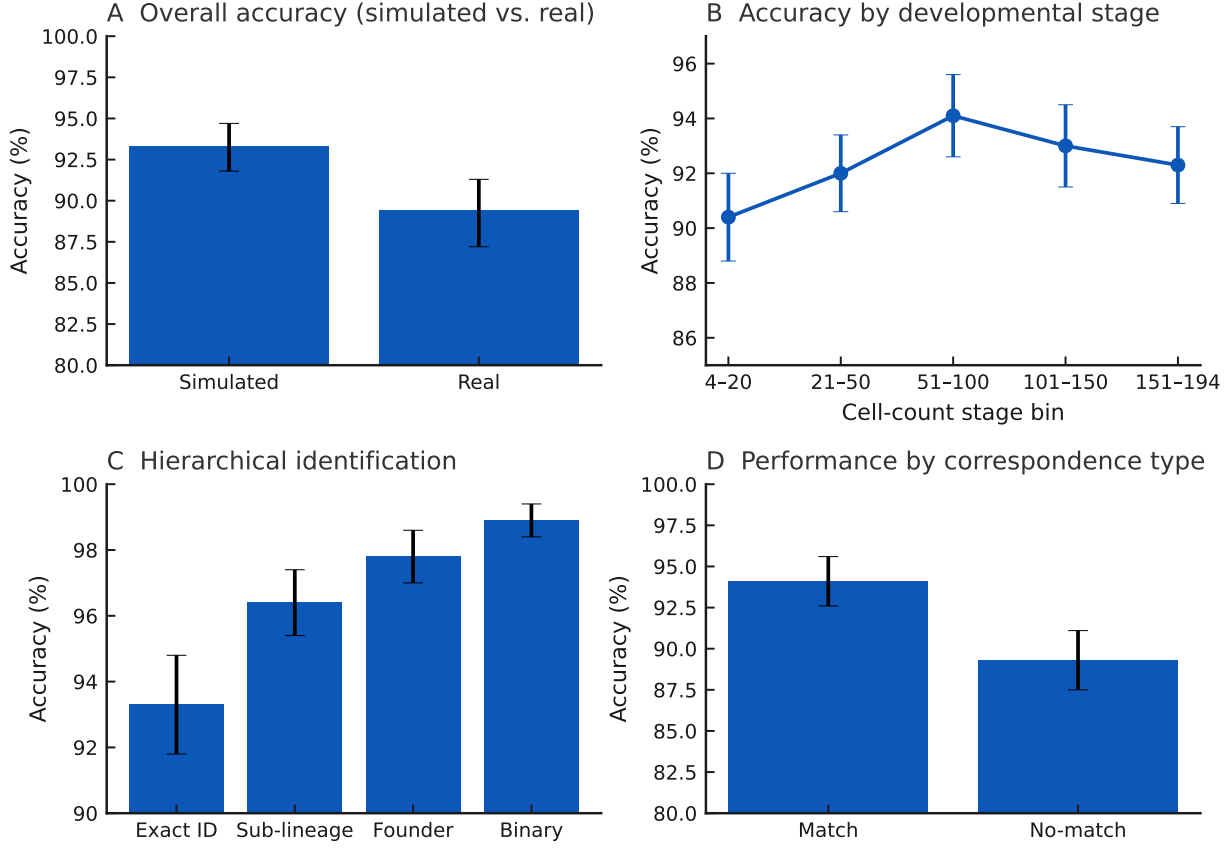 A  Overall accuracy (simulated vs. real)
100.0
97.5
95.0
92.5
90.0
87.5
85.0
82.5
80.0
Accuracy (%)
Simulated
Real
B  Accuracy by developmental stage
96
94
92
90
88
86
Accuracy (%)
4–20
21–50
51–100
101–150
151–194
Cell-count stage bin
C  Hierarchical identification
100
98
96
94
92
90
Accuracy (%)
Exact ID
Sub-lineage
Founder
Binary
D  Performance by correspondence type
100.0
97.5
95.0
92.5
90.0
87.5
85.0
82.5
80.0
Accuracy (%)
Match
No-match